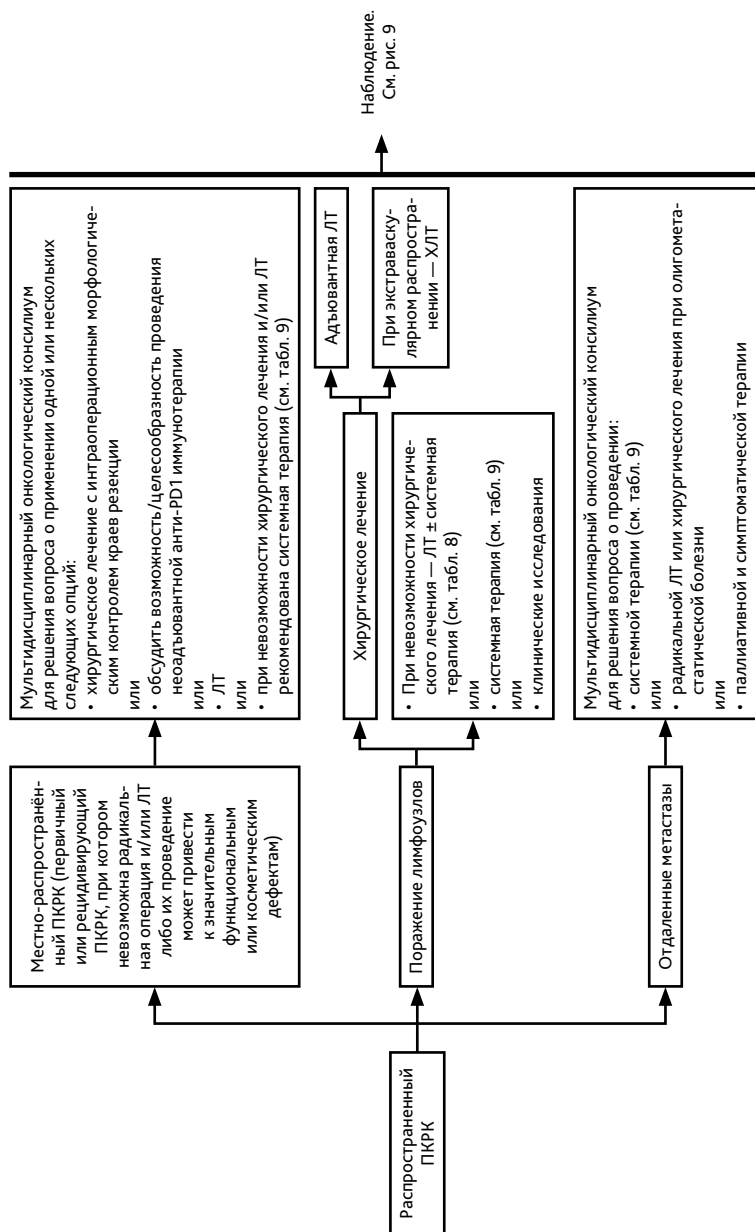 Распространенный
ПКРК
Местно-распространён-
ный ПКРК (первичный
или рецидивирующий
ПКРК, при котором
невозможна радикаль-
ная операция и/или ЛТ
либо их проведение
может привести
к значительным
функциональным
или косметическим
дефектам)
Мультидисциплинарный онкологический консилиум
для решения вопроса о применении одной или нескольких
следующих опций:
• хирургическое лечение с интраоперационным морфологиче-
ским контролем краев резекции
или
• обсудить возможность/целесообразность проведения
неоадъювантной анти-PD1 иммунотерапии
или
• ЛТ
или
• при невозможности хирургического лечения и/или ЛТ
рекомендована системная терапия (см. табл. 9)
Поражение лимфоузлов
Хирургическое лечение
Адъювантная ЛТ
При экстраваску-
лярном распростра-
нении — ХЛТ
• При невозможности хирургиче-
ского лечения — ЛТ ± системная
терапия (см. табл. 8)
или
• системная терапия (см. табл. 9)
или
• клинические исследования
Отдаленные метастазы
Мультидисциплинарный онкологический консилиум
для решения вопроса о проведении:
• системной терапии (см. табл. 9)
или
• радикальной ЛТ или хирургического лечения при олигомета-
статической болезни
или
• паллиативной и симптоматической терапии
Наблюдение.
См. рис. 9